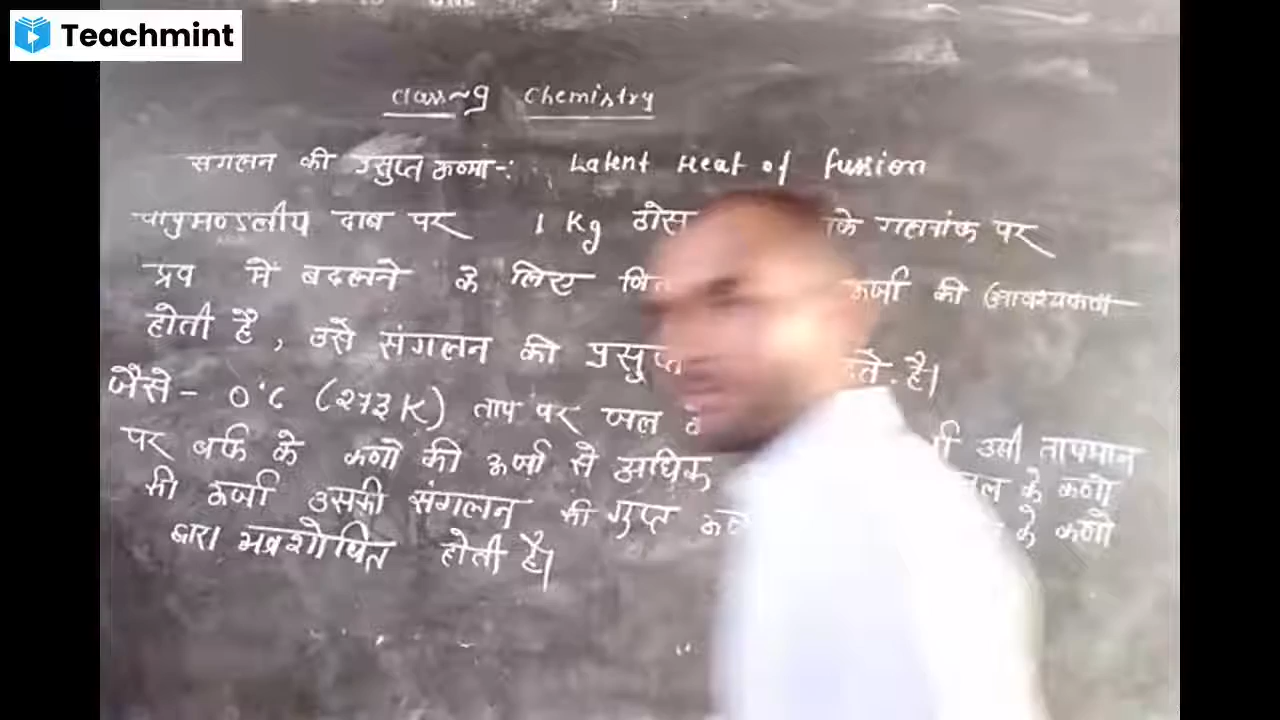 Teachmint
class~9 Chemistry
संगलन की प्रसुप्त ऊष्मा-: Latent Heat of fusion
वायुमण्डलीय दाब पर 1 Kg ठोस गलनांक पर
द्रव में बदलने के लिए ऊर्जा की आवश्यकता
होती है, उसे संगलन की प्रसुप्त है।
जैसे- 0°C (273K) ताप पर जल उसी तापमान
पर बर्फ के कणों की ऊर्जा से अधिक के कणों
की ऊर्जा उसकी संगलन की गुप्त के कणों
द्वारा अवशोषित होती है।